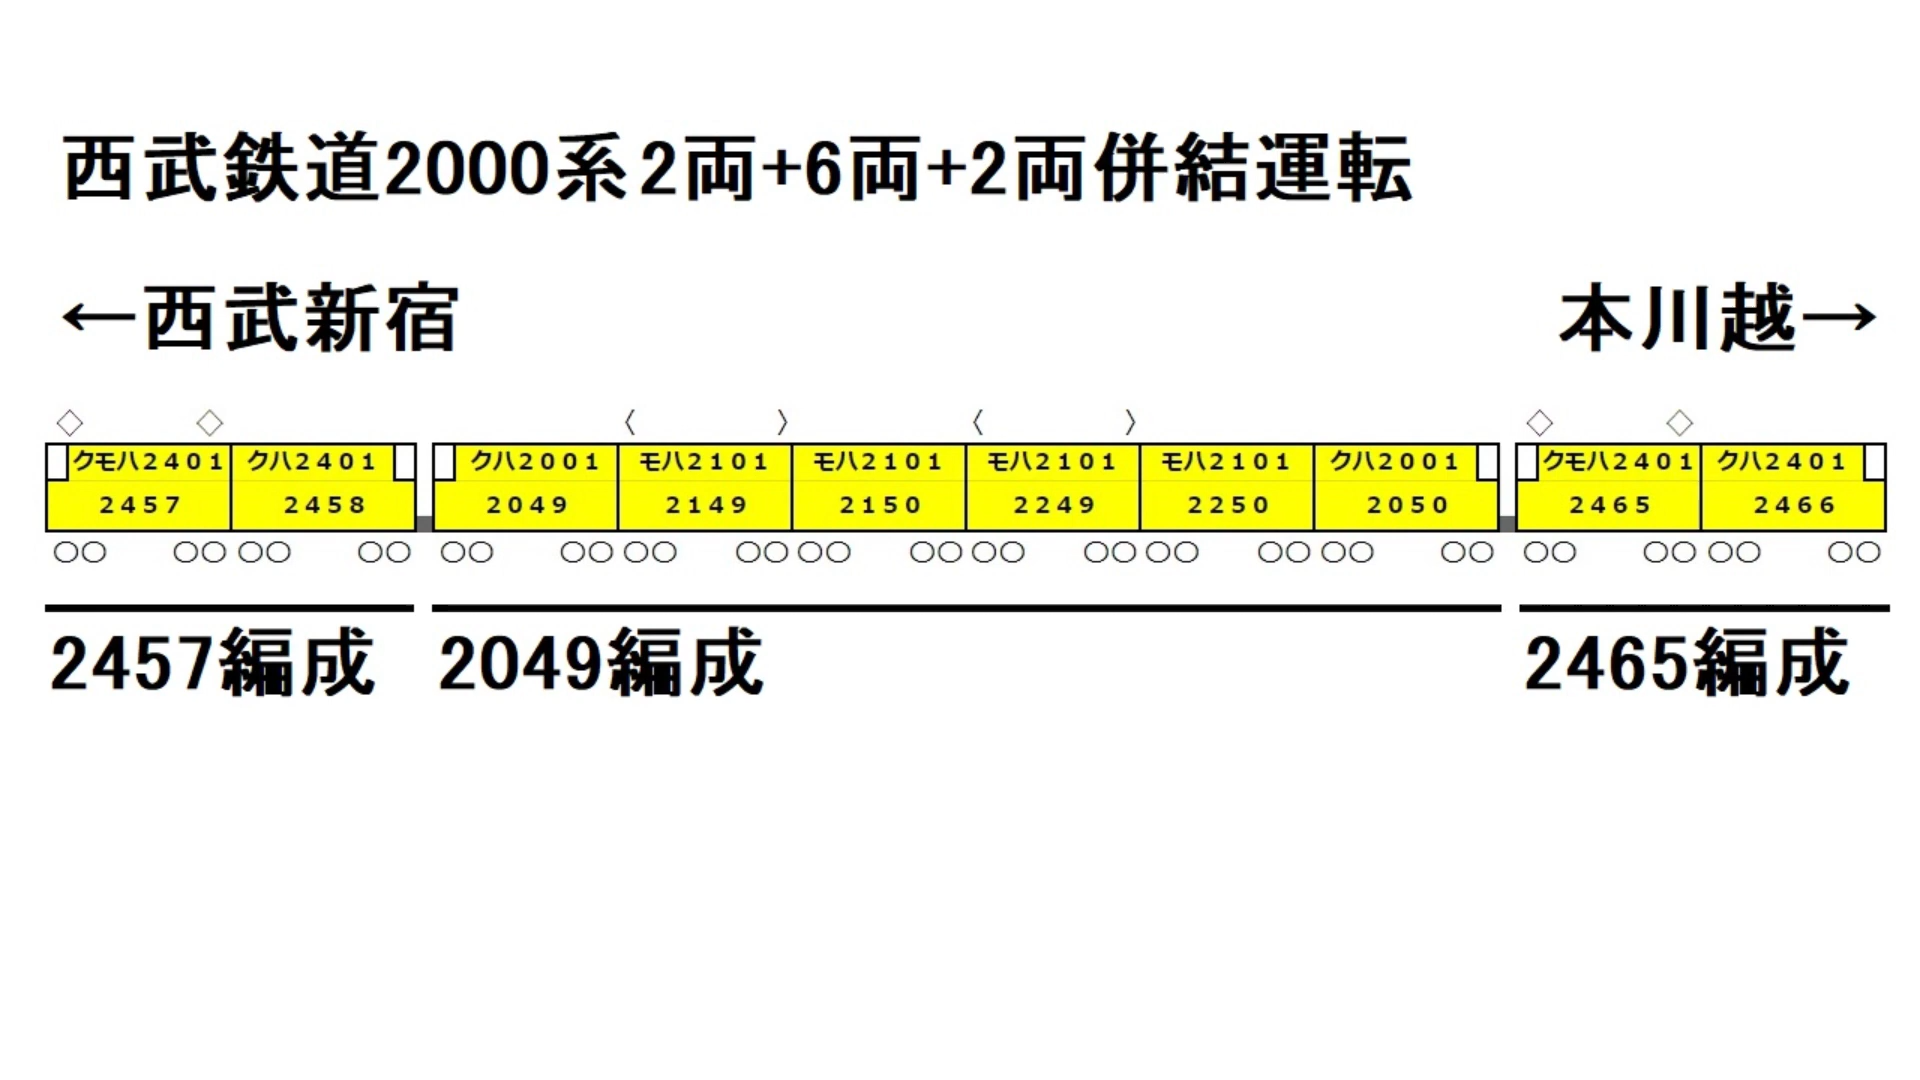 西武鉄道2000系2両+6両+2両併結運転
←西武新宿
本川越→
◇ ◇ 〈 〉 〈 〉 ◇ ◇
クモハ2401 クハ2401 クハ2001 モハ2101 モハ2101 モハ2101 モハ2101 クハ2001 クモハ2401 クハ2401
2457 2458 2049 2149 2150 2249 2250 2050 2465 2466
○○ ○○ ○○ ○○ ○○ ○○ ○○ ○○ ○○ ○○ ○○ ○○ ○○ ○○ ○○ ○○ ○○ ○○ ○○ ○○
2457編成 2049編成 2465編成